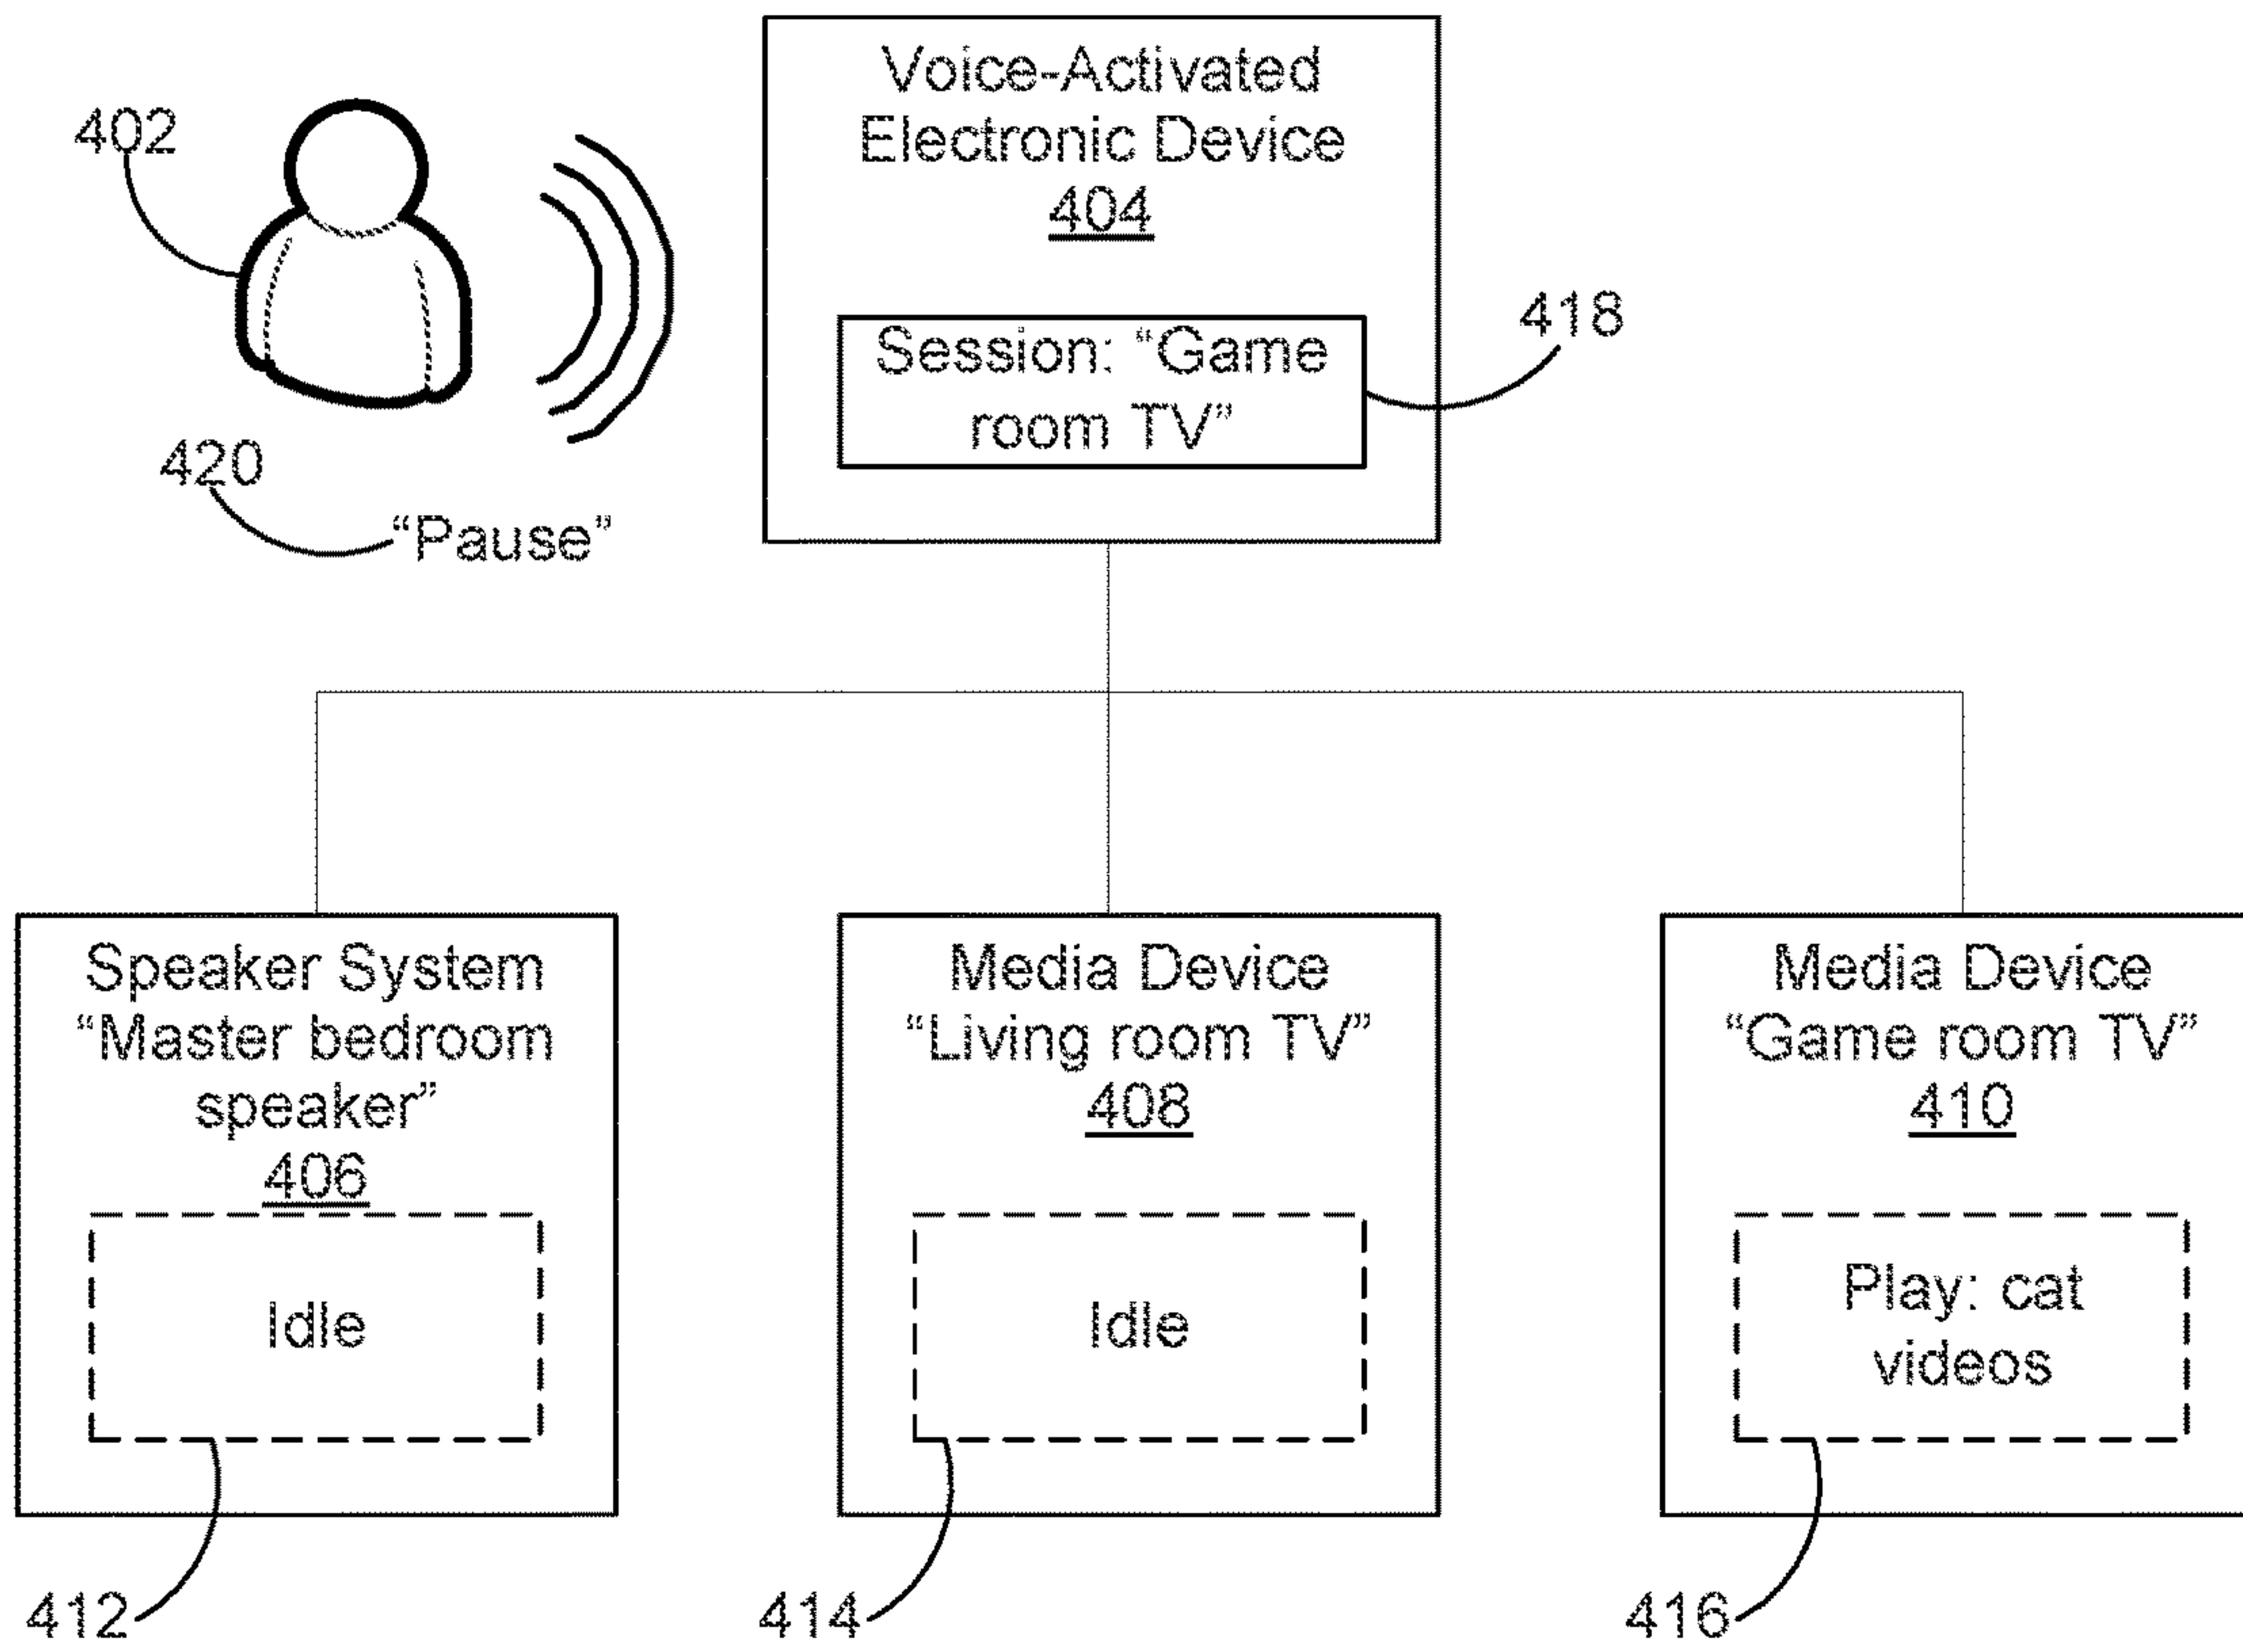 402
420
“Pause”
Voice-Activated
Electronic Device
404
Session: “Game
room TV”
418
Speaker System
“Master bedroom
speaker”
406
Idle
412
Media Device
“Living room TV”
408
Idle
414
Media Device
“Game room TV”
410
Play: cat
videos
416